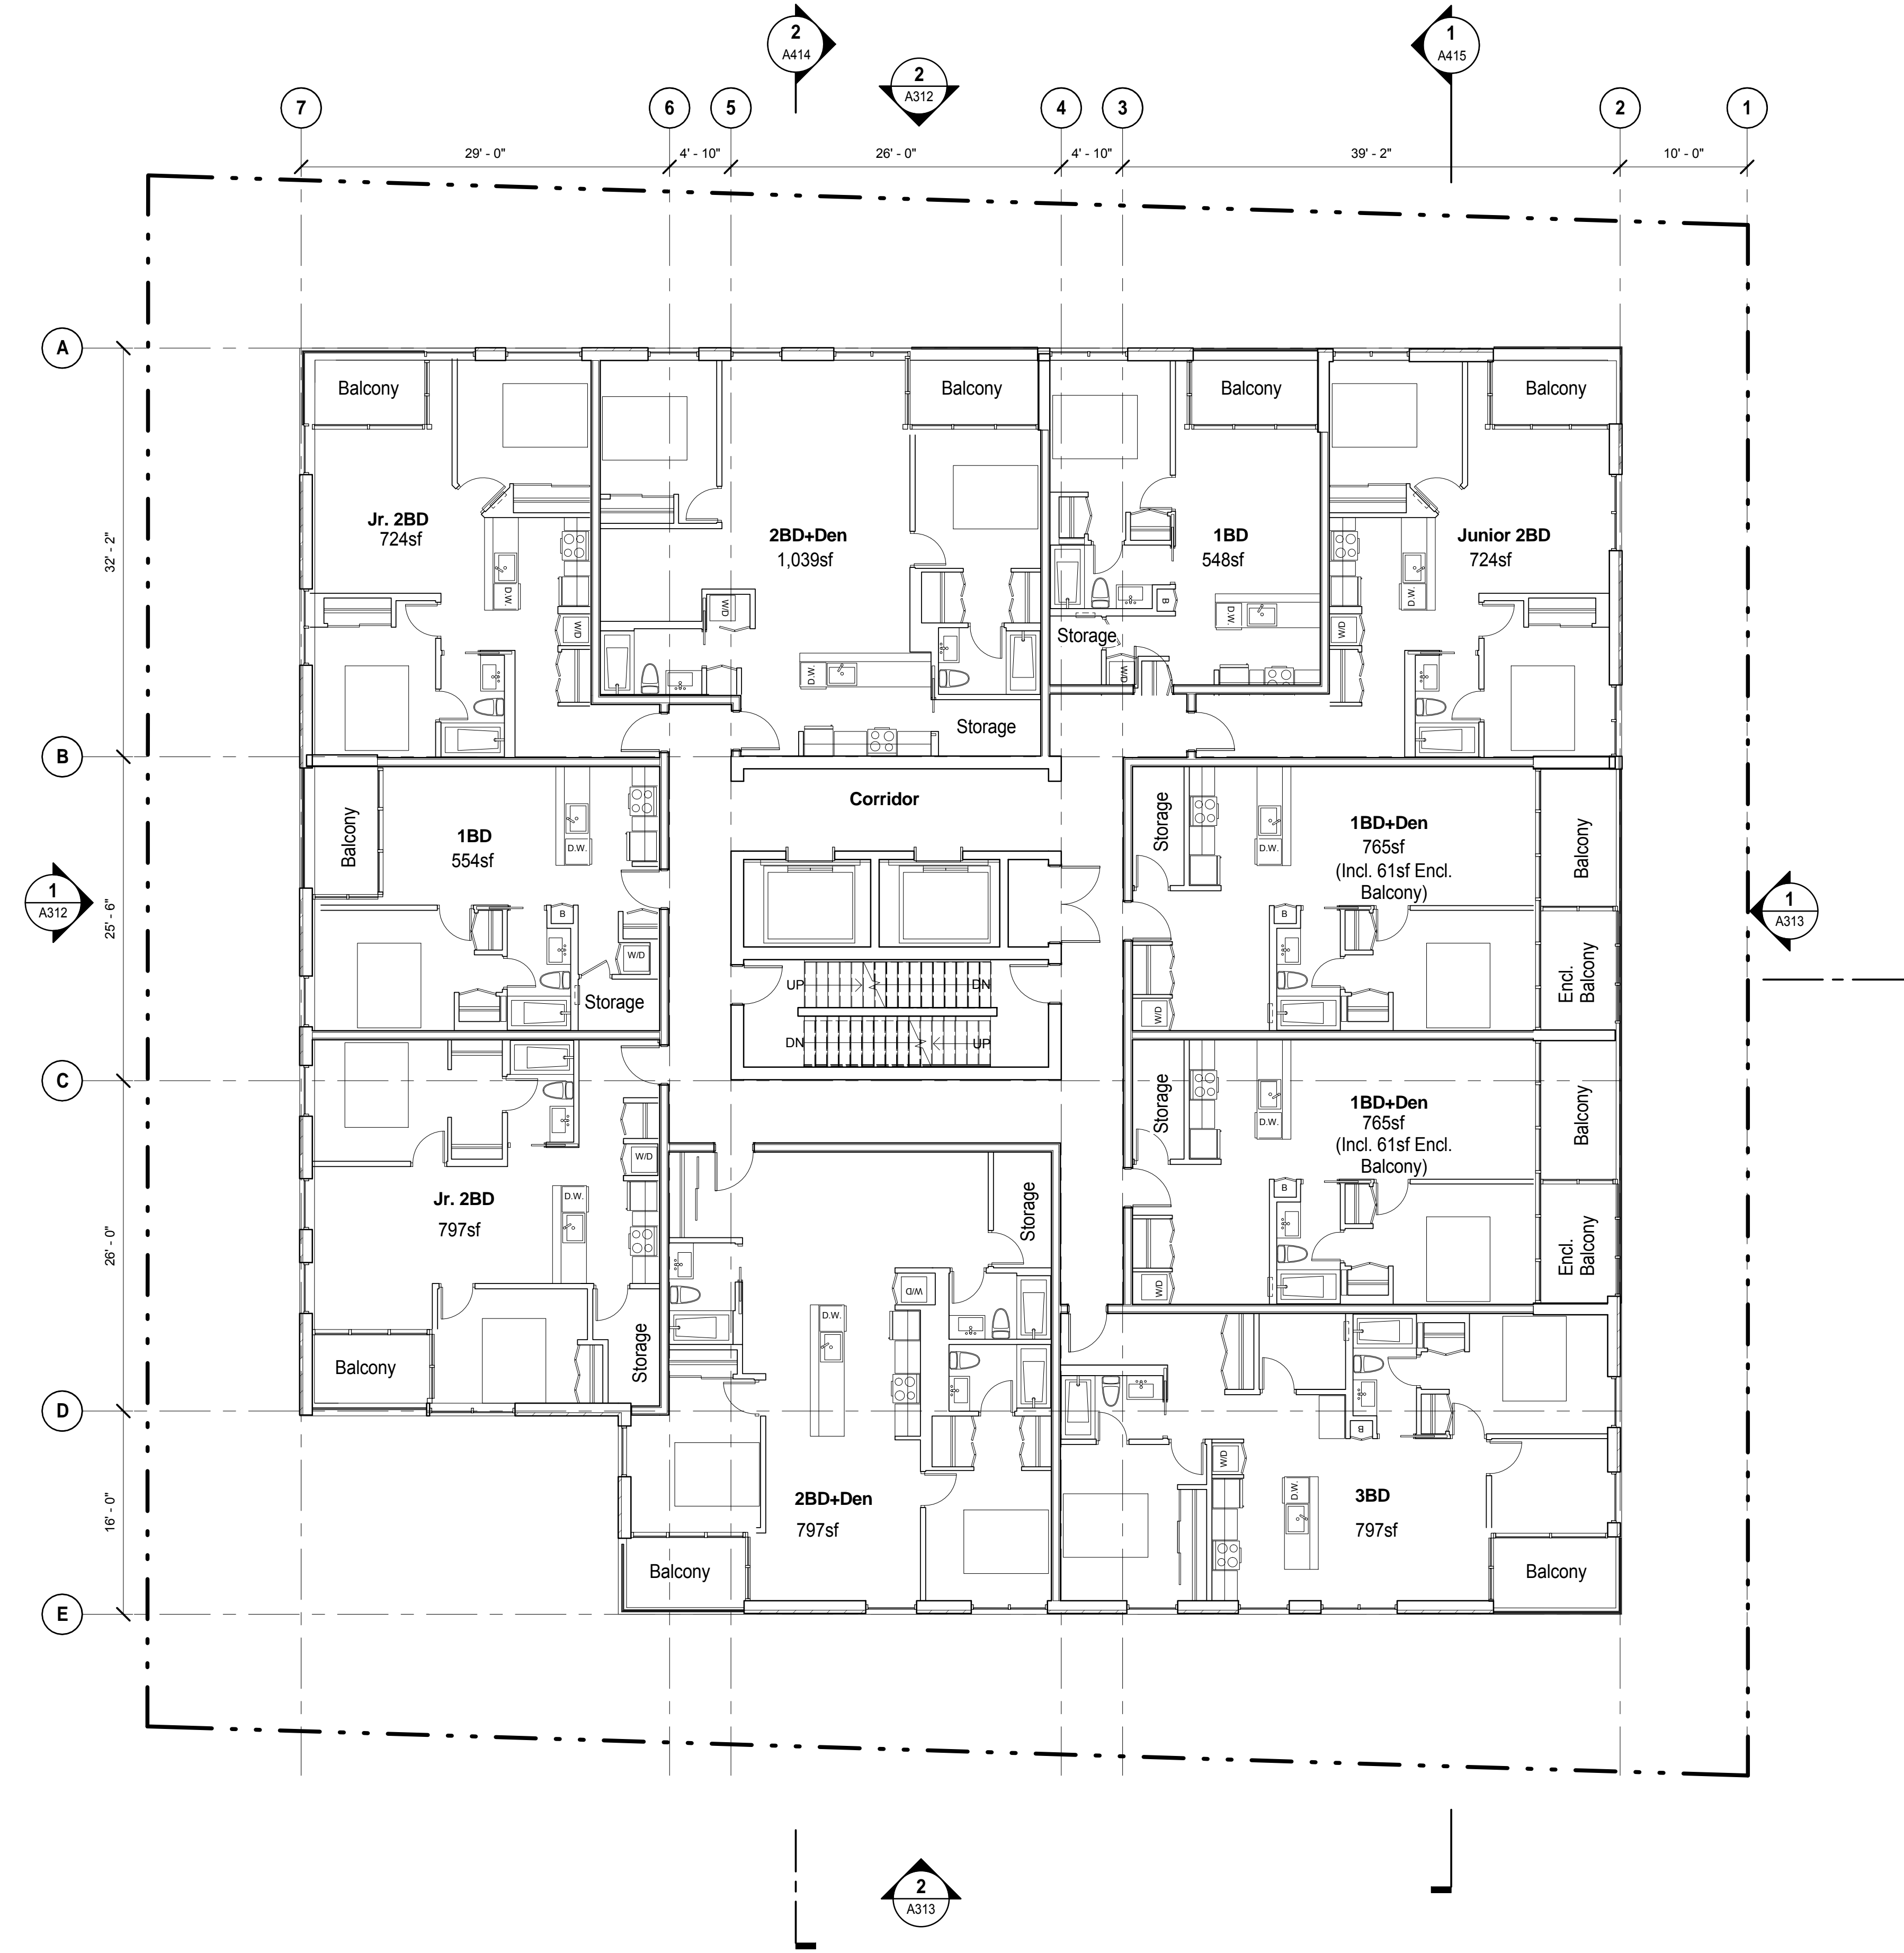 2
A414
1
A415
2
A312
7
6
5
4
3
2
1
29' - 0"
4' - 10"
26' - 0"
4' - 10"
39' - 2"
10' - 0"
A
Balcony
Balcony
Balcony
Balcony
Jr. 2BD
724sf
2BD+Den
1,039sf
1BD
548sf
Junior 2BD
724sf
32' - 2"
D.W.
W/D
W/D
D.W.
B
D.W.
Storage
W/D
D.W.
W/D
Storage
B
Corridor
Balcony
1BD
554sf
D.W.
Storage
1BD+Den
765sf
(Incl. 61sf Encl.
Balcony)
D.W.
Balcony
1
A312
25' - 6"
B
W/D
Storage
B
W/D
Encl.
Balcony
1
A313
UP
DN
DN
UP
C
Storage
1BD+Den
765sf
(Incl. 61sf Encl.
Balcony)
D.W.
Balcony
W/D
Jr. 2BD
797sf
D.W.
Storage
B
W/D
Encl.
Balcony
26' - 0"
W/D
D.W.
Balcony
Storage
D
B
W/D
D.W.
2BD+Den
797sf
3BD
797sf
16' - 0"
Balcony
Balcony
E
2
A313